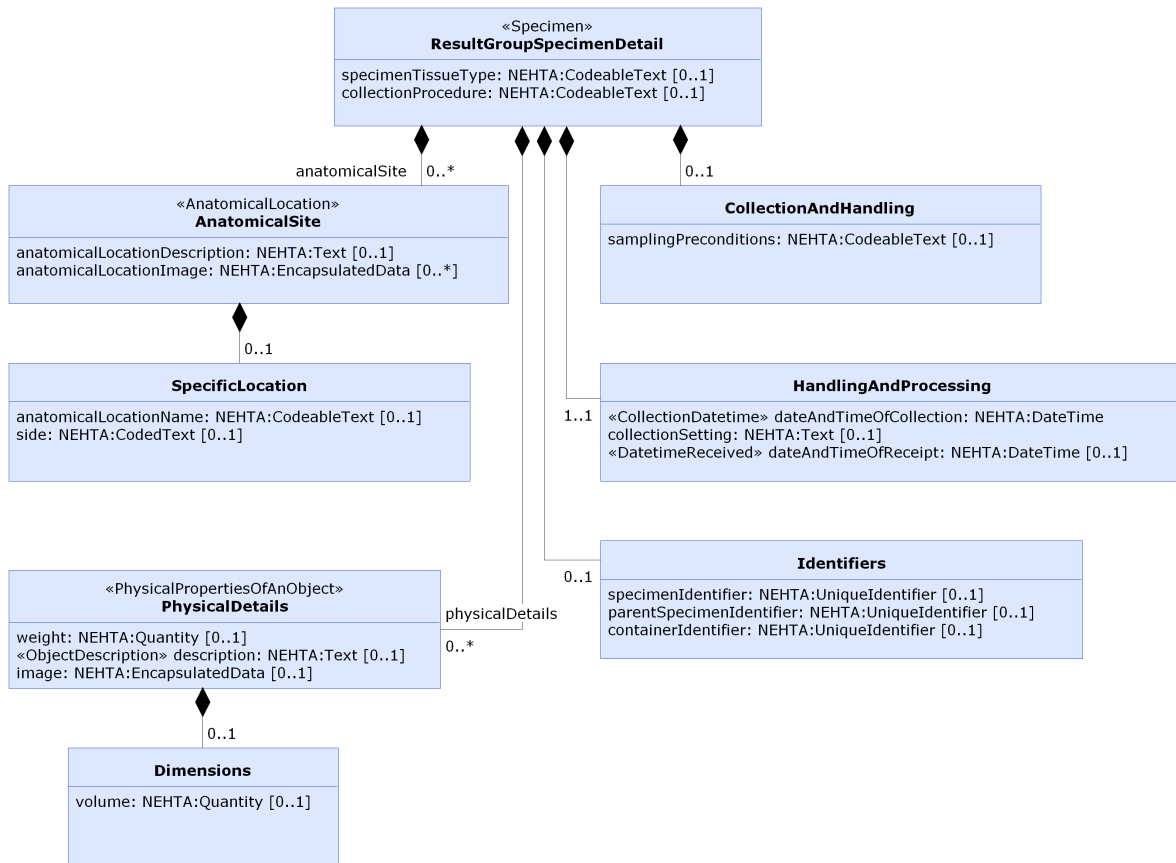 «Specimen»
ResultGroupSpecimenDetail
specimenTissueType: NEHTA:CodeableText [0..1]
collectionProcedure: NEHTA:CodeableText [0..1]
anatomicalSite
0..*
0..1
«AnatomicalLocation»
AnatomicalSite
anatomicalLocationDescription: NEHTA:Text [0..1]
anatomicalLocationImage: NEHTA:EncapsulatedData [0..*]
CollectionAndHandling
samplingPreconditions: NEHTA:CodeableText [0..1]
0..1
SpecificLocation
anatomicalLocationName: NEHTA:CodeableText [0..1]
side: NEHTA:CodedText [0..1]
1..1
HandlingAndProcessing
«CollectionDatetime» dateAndTimeOfCollection: NEHTA:DateTime
collectionSetting: NEHTA:Text [0..1]
«DatetimeReceived» dateAndTimeOfReceipt: NEHTA:DateTime [0..1]
0..1
Identifiers
specimenIdentifier: NEHTA:UniqueIdentifier [0..1]
parentSpecimenIdentifier: NEHTA:UniqueIdentifier [0..1]
containerIdentifier: NEHTA:UniqueIdentifier [0..1]
«PhysicalPropertiesOfAnObject»
PhysicalDetails
weight: NEHTA:Quantity [0..1]
«ObjectDescription» description: NEHTA:Text [0..1]
image: NEHTA:EncapsulatedData [0..1]
physicalDetails
0..*
0..1
Dimensions
volume: NEHTA:Quantity [0..1]